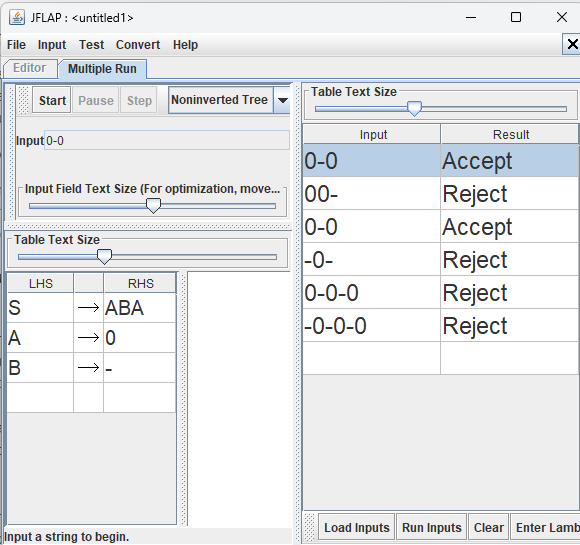 JFLAP : <untitled1>
File Input Test Convert Help
Editor Multiple Run
Start Pause Step Noninverted Tree
Input 0-0
Input Field Text Size (For optimization, move...
Table Text Size
LHS RHS
S → ABA
A → 0
B → -
Input a string to begin.
Table Text Size
Input Result
0-0 Accept
00- Reject
0-0 Accept
-0- Reject
0-0-0 Reject
-0-0-0 Reject
Load Inputs Run Inputs Clear Enter Lamb